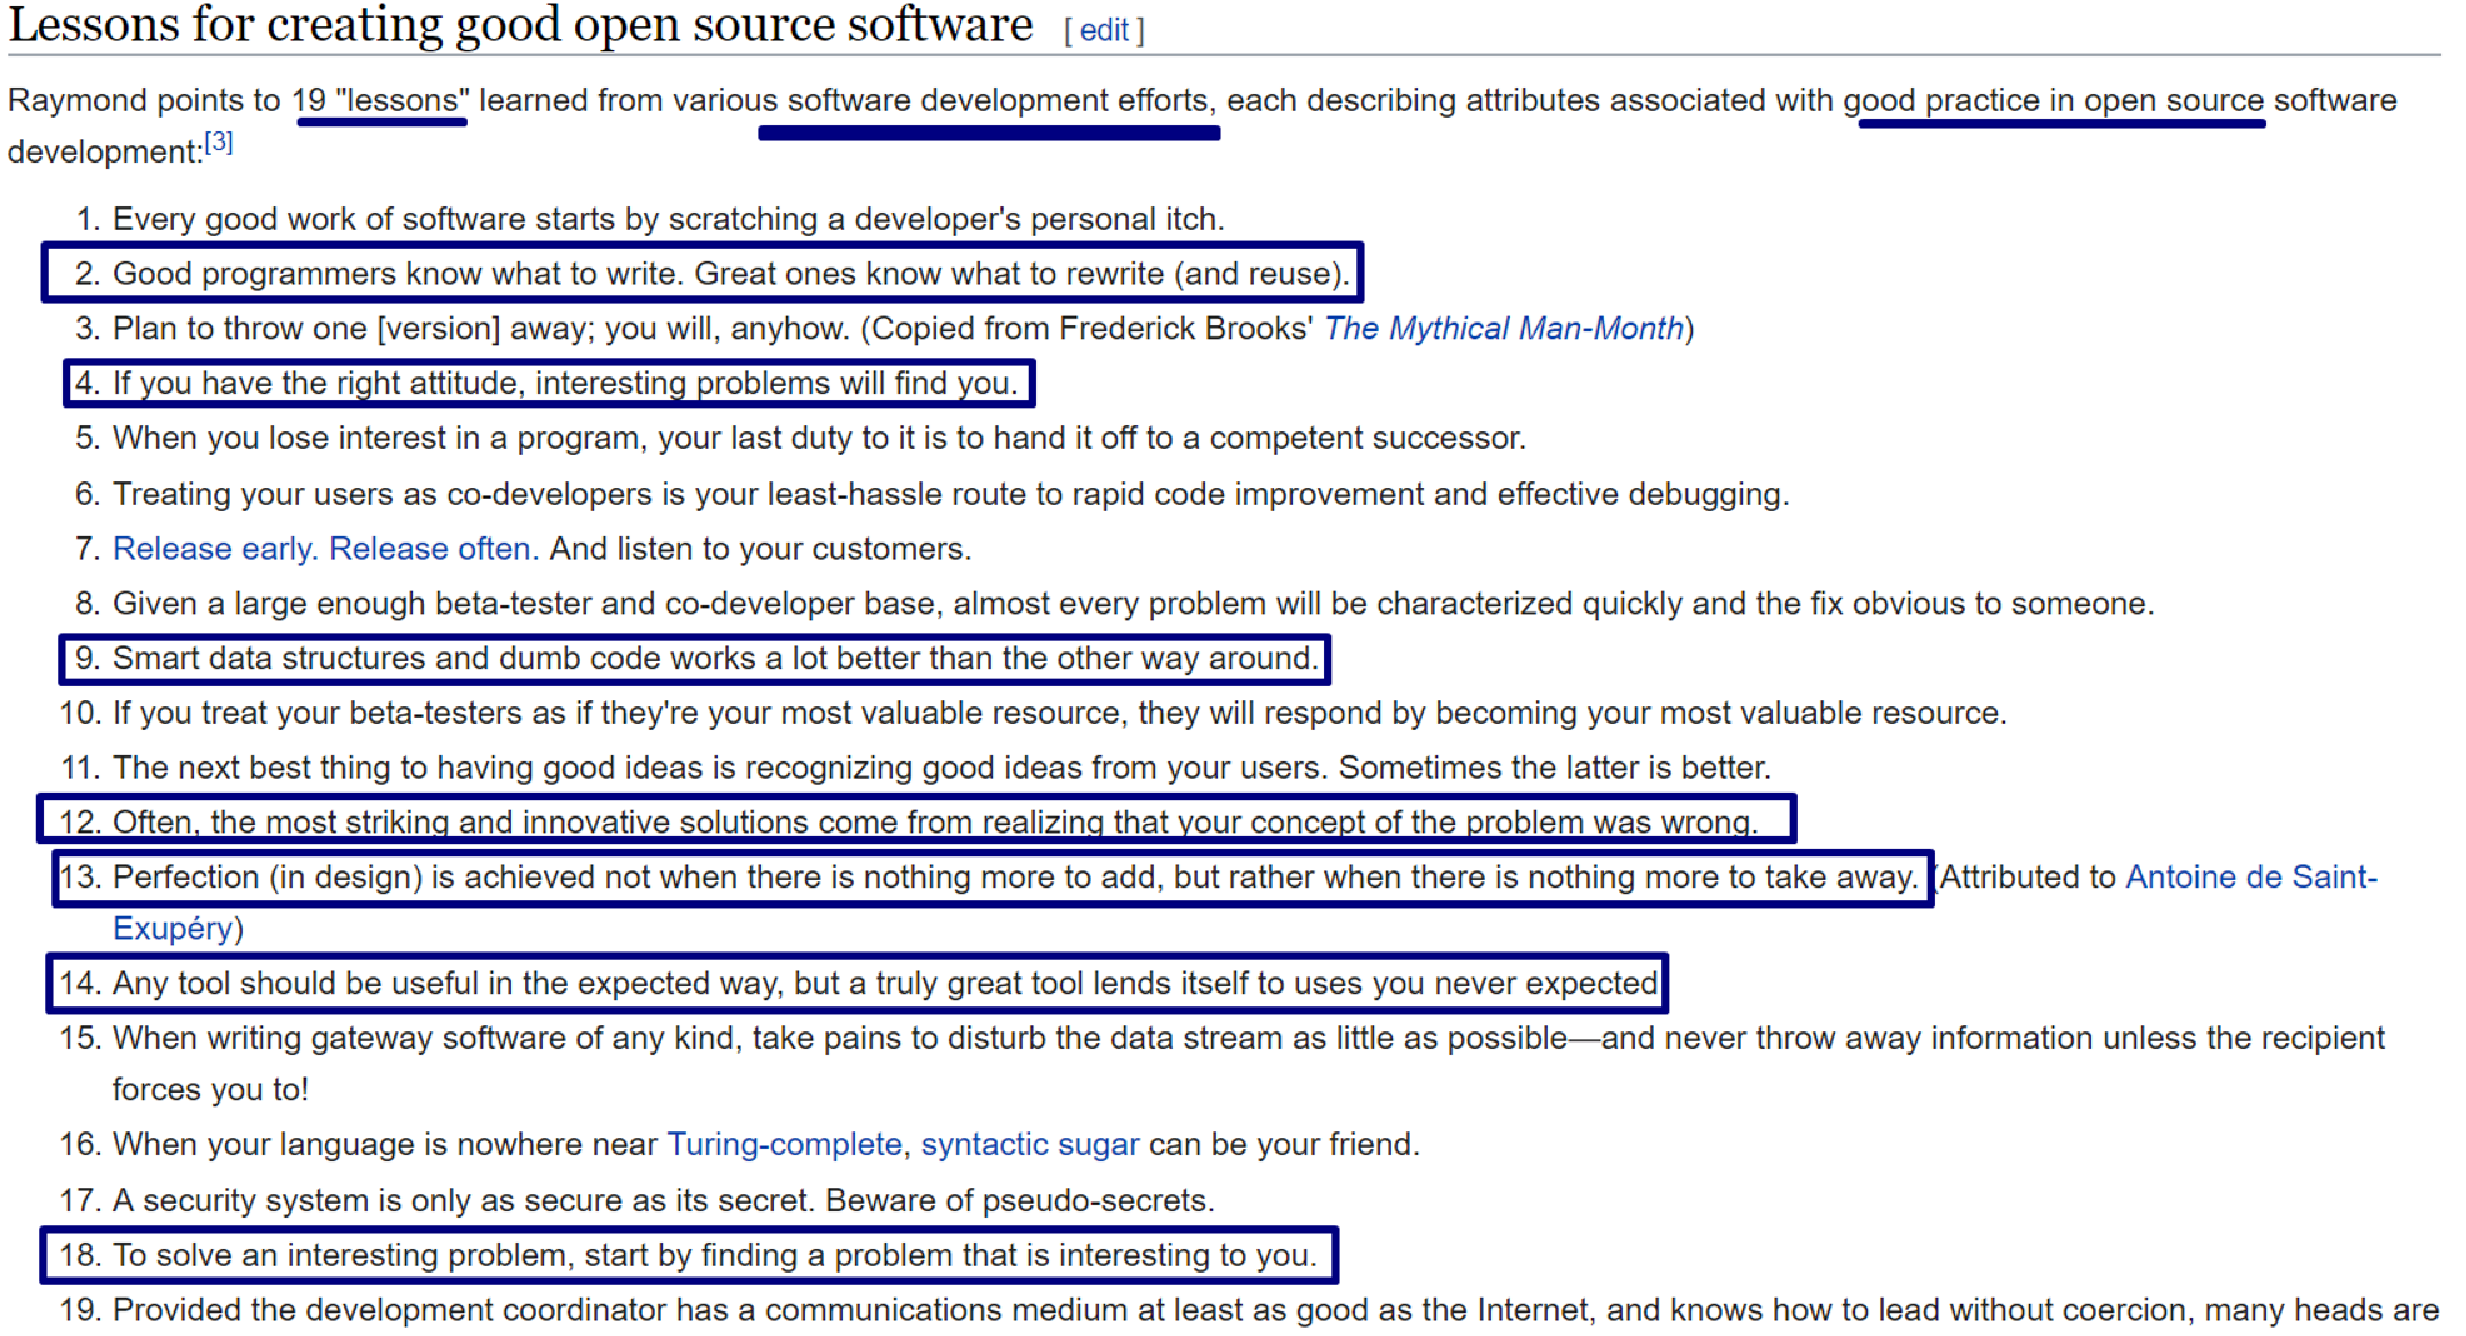 Lessons for creating good open source software [ edit ]
Raymond points to 19 "lessons" learned from various software development efforts, each describing attributes associated with good practice in open source software
development:[3]
1. Every good work of software starts by scratching a developer's personal itch.
2. Good programmers know what to write. Great ones know what to rewrite (and reuse).
3. Plan to throw one [version] away; you will, anyhow. (Copied from Frederick Brooks' The Mythical Man-Month)
4. If you have the right attitude, interesting problems will find you.
5. When you lose interest in a program, your last duty to it is to hand it off to a competent successor.
6. Treating your users as co-developers is your least-hassle route to rapid code improvement and effective debugging.
7. Release early. Release often. And listen to your customers.
8. Given a large enough beta-tester and co-developer base, almost every problem will be characterized quickly and the fix obvious to someone.
9. Smart data structures and dumb code works a lot better than the other way around.
10. If you treat your beta-testers as if they're your most valuable resource, they will respond by becoming your most valuable resource.
11. The next best thing to having good ideas is recognizing good ideas from your users. Sometimes the latter is better.
12. Often, the most striking and innovative solutions come from realizing that your concept of the problem was wrong.
13. Perfection (in design) is achieved not when there is nothing more to add, but rather when there is nothing more to take away. (Attributed to Antoine de Saint-
Exupéry)
14. Any tool should be useful in the expected way, but a truly great tool lends itself to uses you never expected
15. When writing gateway software of any kind, take pains to disturb the data stream as little as possible—and never throw away information unless the recipient
forces you to!
16. When your language is nowhere near Turing-complete, syntactic sugar can be your friend.
17. A security system is only as secure as its secret. Beware of pseudo-secrets.
18. To solve an interesting problem, start by finding a problem that is interesting to you.
19. Provided the development coordinator has a communications medium at least as good as the Internet, and knows how to lead without coercion, many heads are